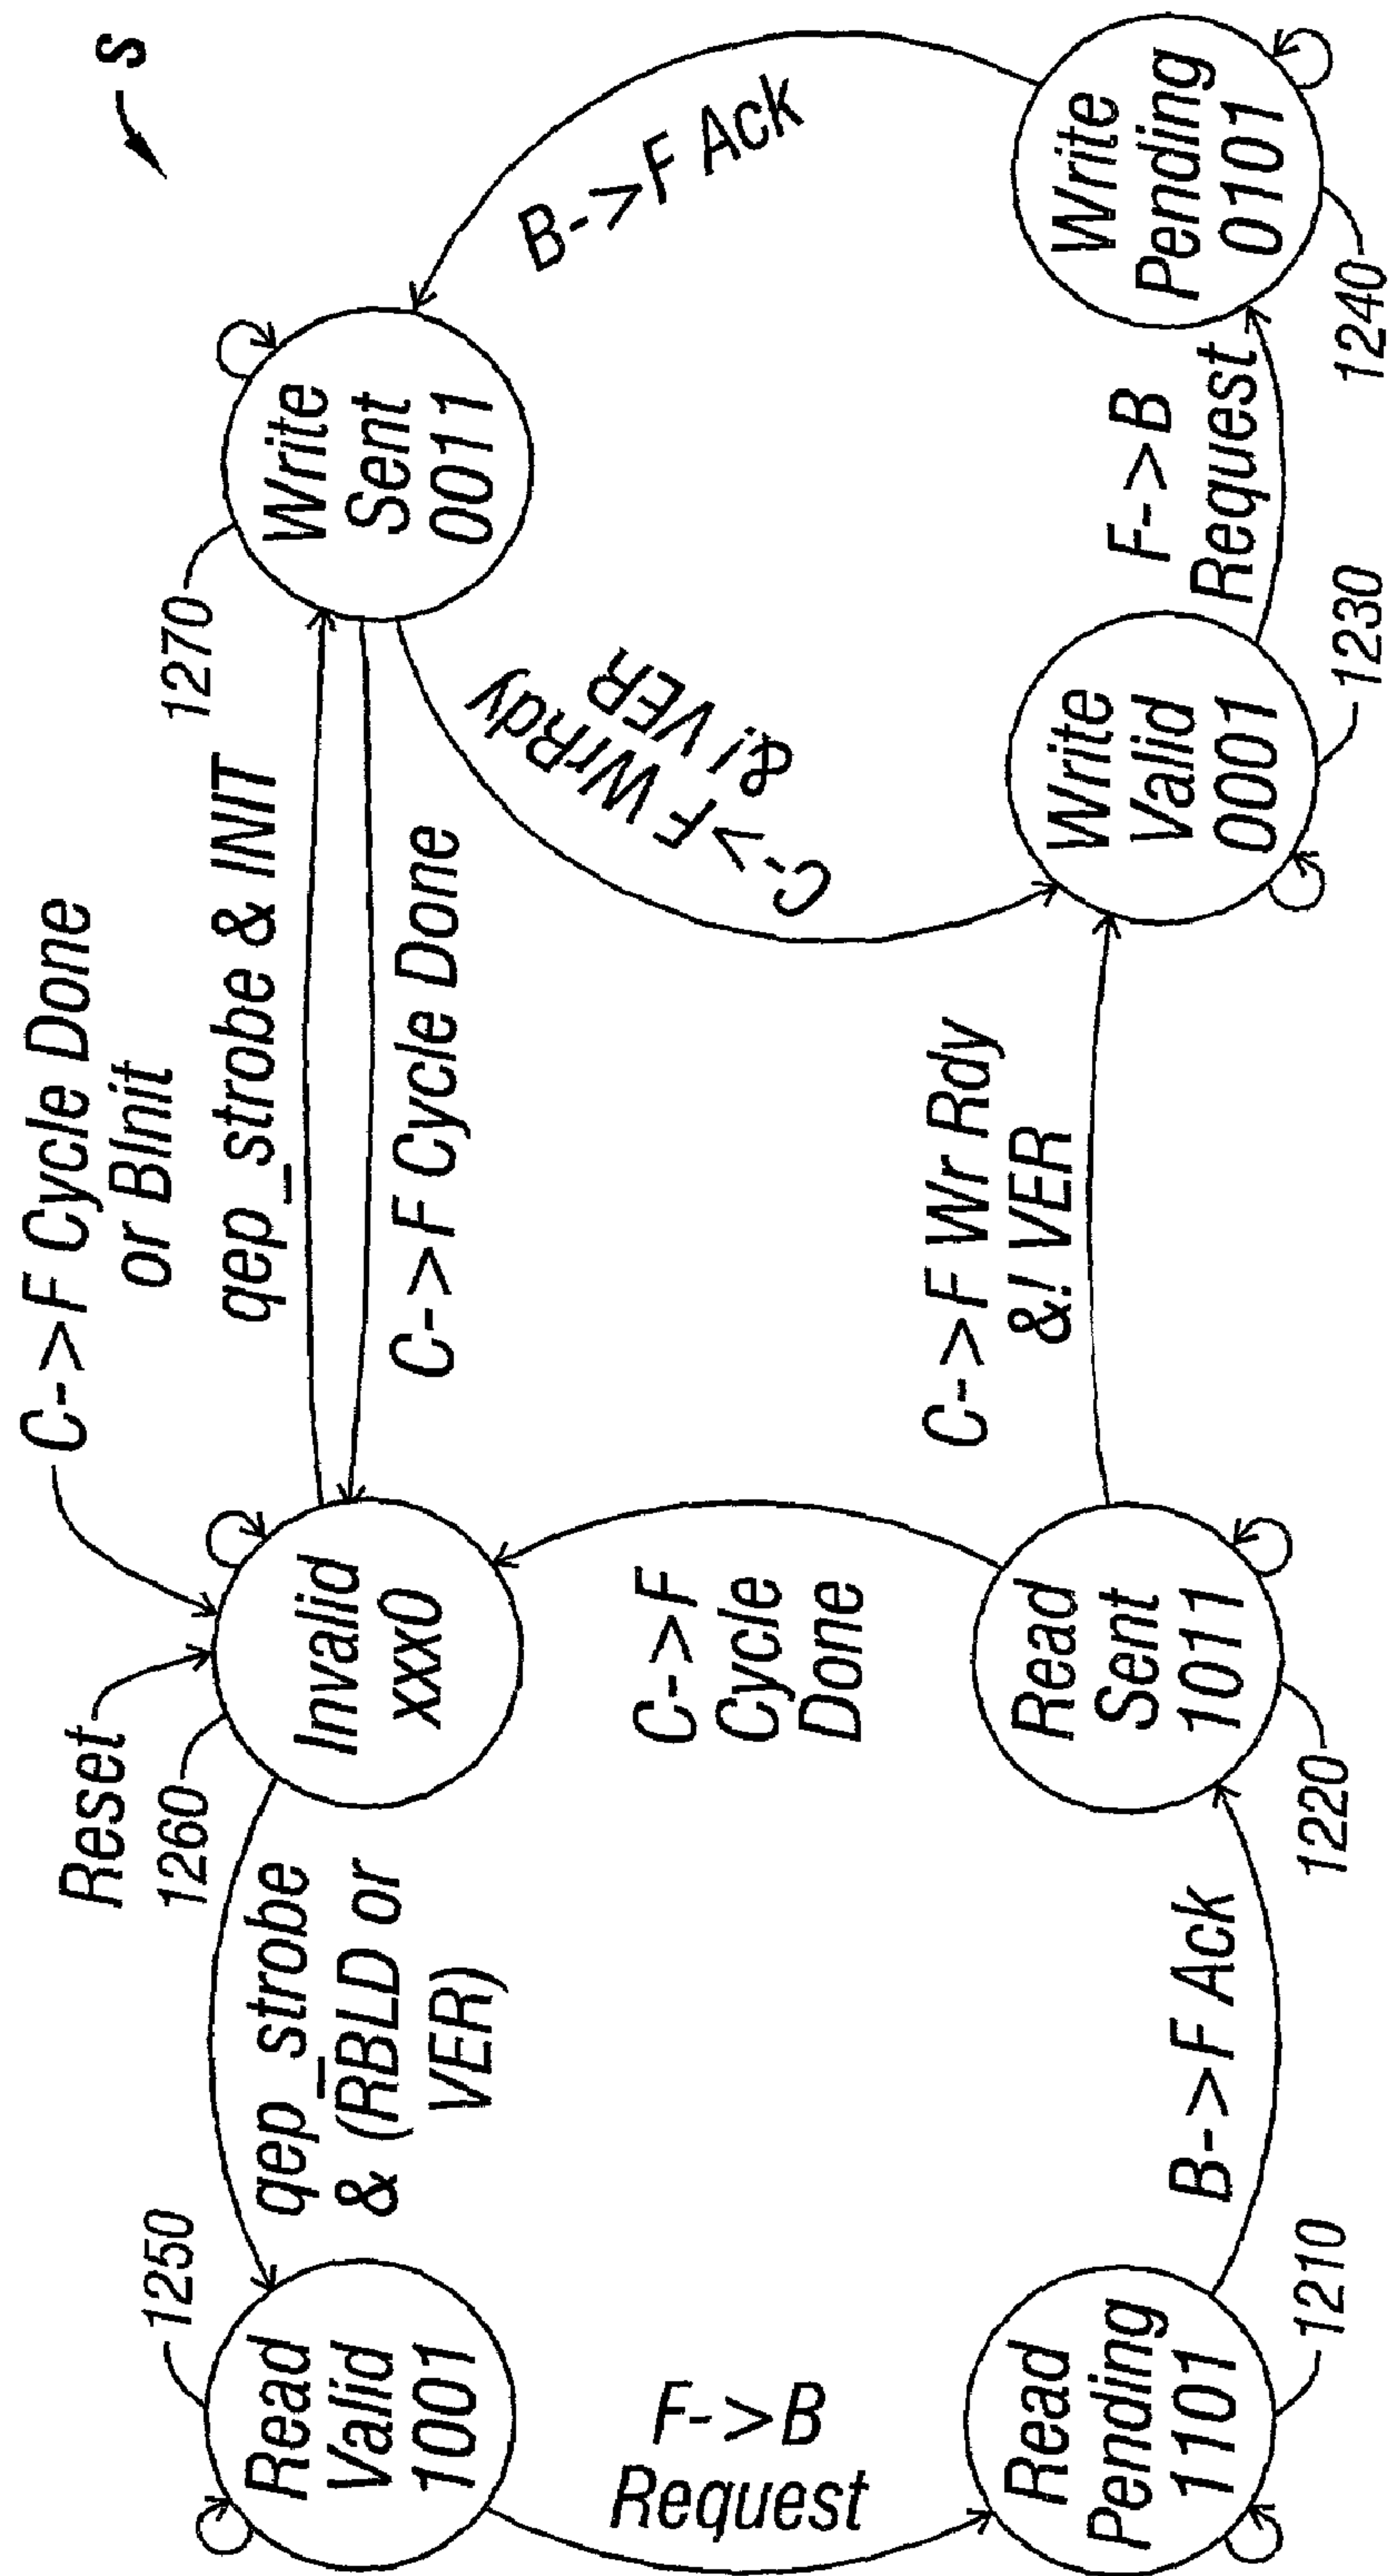 S
C->F Cycle Done
or BInit
Reset
1260
qep_strobe & INIT
1270
1250
Read
Valid
1001
qep_strobe
& (RBLD or
VER)
Invalid
xxx0
C->F Cycle Done
Write
Sent
0011
B->F Ack
C->F WrRdy
&! VER
F->B
Request
C->F
Cycle
Done
C->F Wr Rdy
&! VER
F->B
Request
Read
Pending
1101
B->F Ack
Read
Sent
1011
Write
Valid
0001
Write
Pending
0101
1210
1220
1230
1240